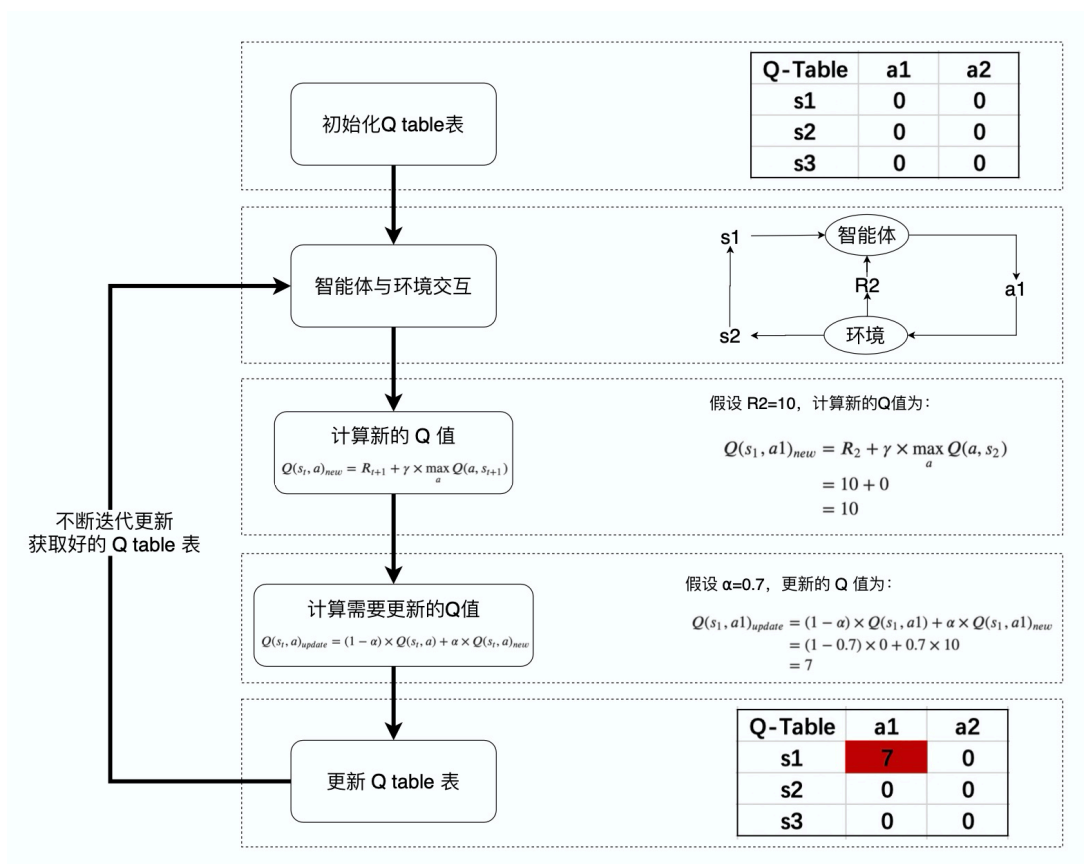 初始化Q table表
Q-Table a1 a2
s1 0 0
s2 0 0
s3 0 0
智能体与环境交互
s1
智能体
R2
a1
s2
环境
计算新的 Q 值
Q(s_t, a)_{new} = R_{t+1} + γ × max_a Q(a, s_{t+1})
假设 R2=10，计算新的Q值为：
Q(s_1, a1)_{new} = R_2 + γ × max_a Q(a, s_2)
= 10 + 0
= 10
不断迭代更新
获取好的 Q table 表
计算需要更新的Q值
Q(s_t, a)_{update} = (1 − α) × Q(s_t, a) + α × Q(s_t, a)_{new}
假设 α=0.7，更新的 Q 值为：
Q(s_1, a1)_{update} = (1 − α) × Q(s_1, a1) + α × Q(s_1, a1)_{new}
= (1 − 0.7) × 0 + 0.7 × 10
= 7
更新 Q table 表
Q-Table a1 a2
s1 7 0
s2 0 0
s3 0 0